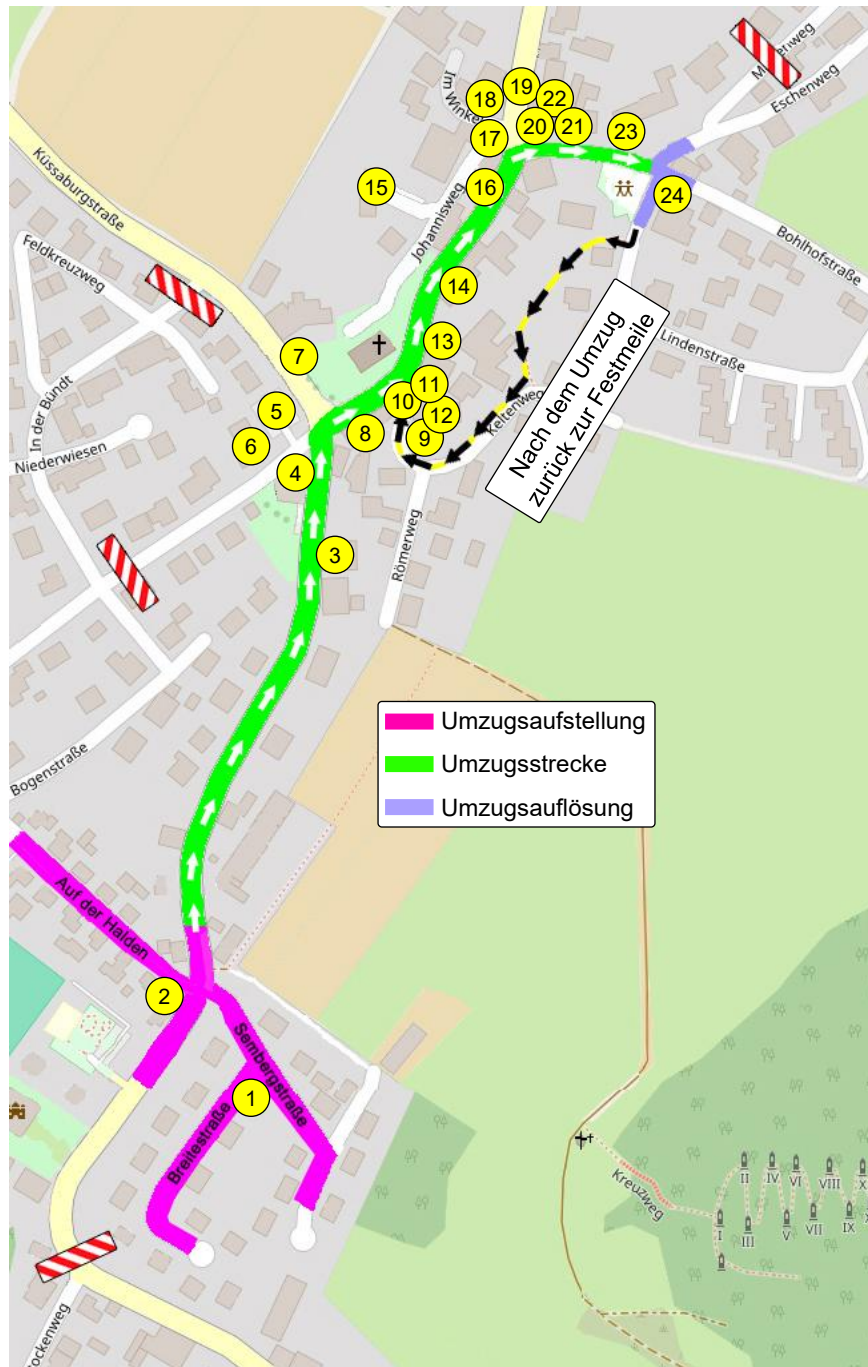 Im Winkel
Eschenweg
Küssaburgstraße
Johannisweg
Feldkreuzweg
Bohlhofstraße
Lindenstraße
In der Bündt
Niederwiesen
Keltenweg
Nach dem Umzug
zurück zur Festmeile
Römerweg
Bogenstraße
Umzugsaufstellung
Umzugsstrecke
Umzugsauflösung
Auf der Halden
Sembergstraße
Breitestraße
Kreuzweg
ockenweg
1
2
3
4
5
6
7
8
9
10
11
12
13
14
15
16
17
18
19
20
21
22
23
24
I
II
III
IV
V
VI
VII
VIII
IX
X